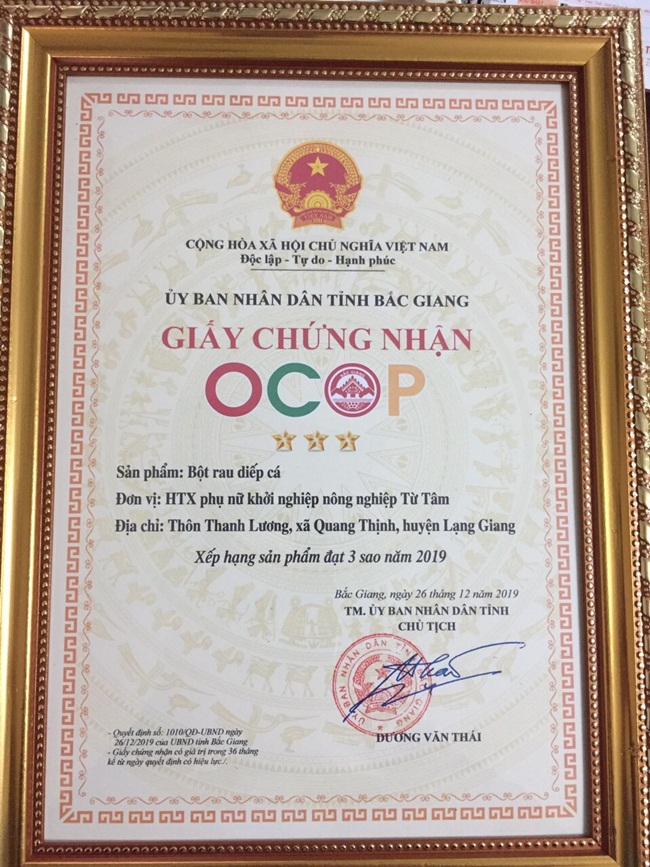 CỘNG HÒA XÃ HỘI CHỦ NGHĨA VIỆT NAM
Độc lập - Tự do - Hạnh phúc
ỦY BAN NHÂN DÂN TỈNH BẮC GIANG
GIẤY CHỨNG NHẬN
OCOP
BẮC GIANG
Sản phẩm: Bột rau diếp cá
Đơn vị: HTX phụ nữ khởi nghiệp nông nghiệp Từ Tâm
Địa chỉ: Thôn Thanh Lương, xã Quang Thịnh, huyện Lạng Giang
Xếp hạng sản phẩm đạt 3 sao năm 2019
Bắc Giang, ngày 26 tháng 12 năm 2019
TM. ỦY BAN NHÂN DÂN TỈNH
CHỦ TỊCH
ỦY BAN NHÂN DÂN TỈNH
GIANG
DƯƠNG VĂN THÁI
- Quyết định số: 1010/QĐ-UBND ngày
26/12/2019 của UBND tỉnh Bắc Giang
- Giấy chứng nhận có giá trị trong 36 tháng
kể từ ngày quyết định có hiệu lực./.